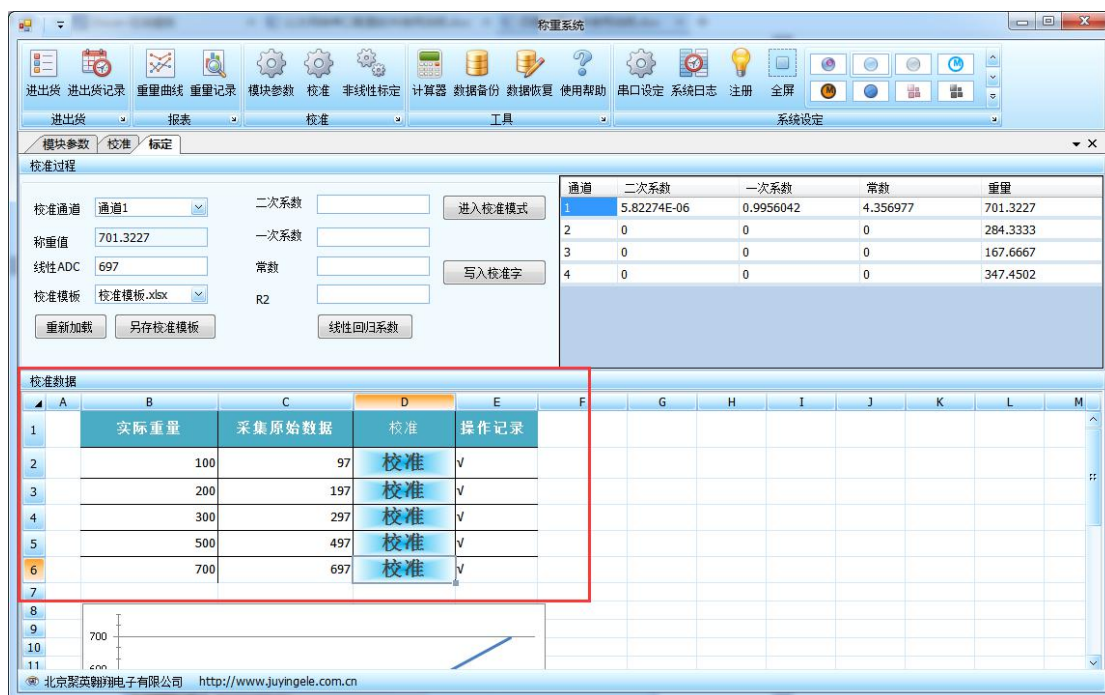 称重系统
进出货 进出货记录 重量曲线 重量记录 模块参数 校准 非线性标定 计算器 数据备份 数据恢复 使用帮助 串口设定 系统日志 注册 全屏
进出货 报表 校准 工具 系统设定
模块参数 校准 标定
校准过程
校准通道 通道1 二次系数 进入校准模式
称重值 701.3227 一次系数
线性ADC 697 常数 写入校准字
校准模板 校准模板.xlsx R2
重新加载 另存校准模板 线性回归系数
通道 二次系数 一次系数 常数 重量
1 5.82274E-06 0.9956042 4.356977 701.3227
2 0 0 0 284.3333
3 0 0 0 167.6667
4 0 0 0 347.4502
校准数据
A B C D E F G H I J K L M
1 实际重量 采集原始数据 校准 操作记录
2 100 97 校准 √
3 200 197 校准 √
4 300 297 校准 √
5 500 497 校准 √
6 700 697 校准 √
7
8
9 700
10
11 600
北京聚英翱翔电子有限公司 http://www.juyingele.com.cn